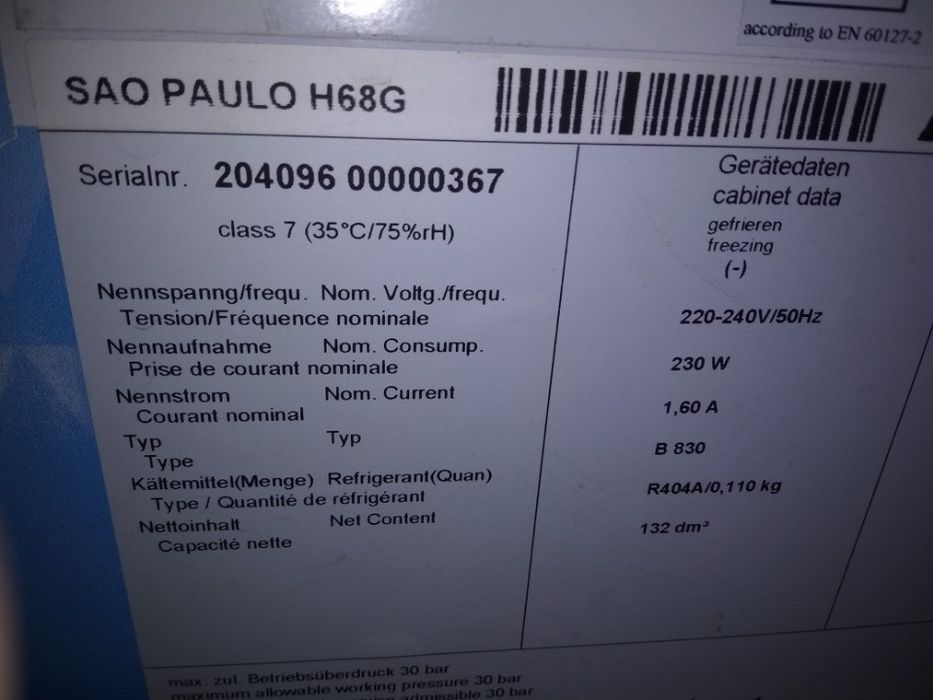 according to EN 60127-2
SAO PAULO H68G
Serialnr. 204096 00000367
class 7 (35°C/75%rH)
Gerätedaten
cabinet data
gefrieren
freezing
(-)
Nennspanng/frequ. Nom. Voltg./frequ.
Tension/Fréquence nominale
220-240V/50Hz
Nennaufnahme Nom. Consump.
Prise de courant nominale
230 W
Nennstrom Nom. Current
Courant nominal
1,60 A
Typ Typ
Type
B 830
Kältemittel(Menge) Refrigerant(Quan)
Type / Quantité de réfrigérant
R404A/0,110 kg
Nettoinhalt Net Content
Capacité nette
132 dm³
max. zul. Betriebsüberdruck 30 bar
maximum allowable working pressure 30 bar
admissible 30 bar